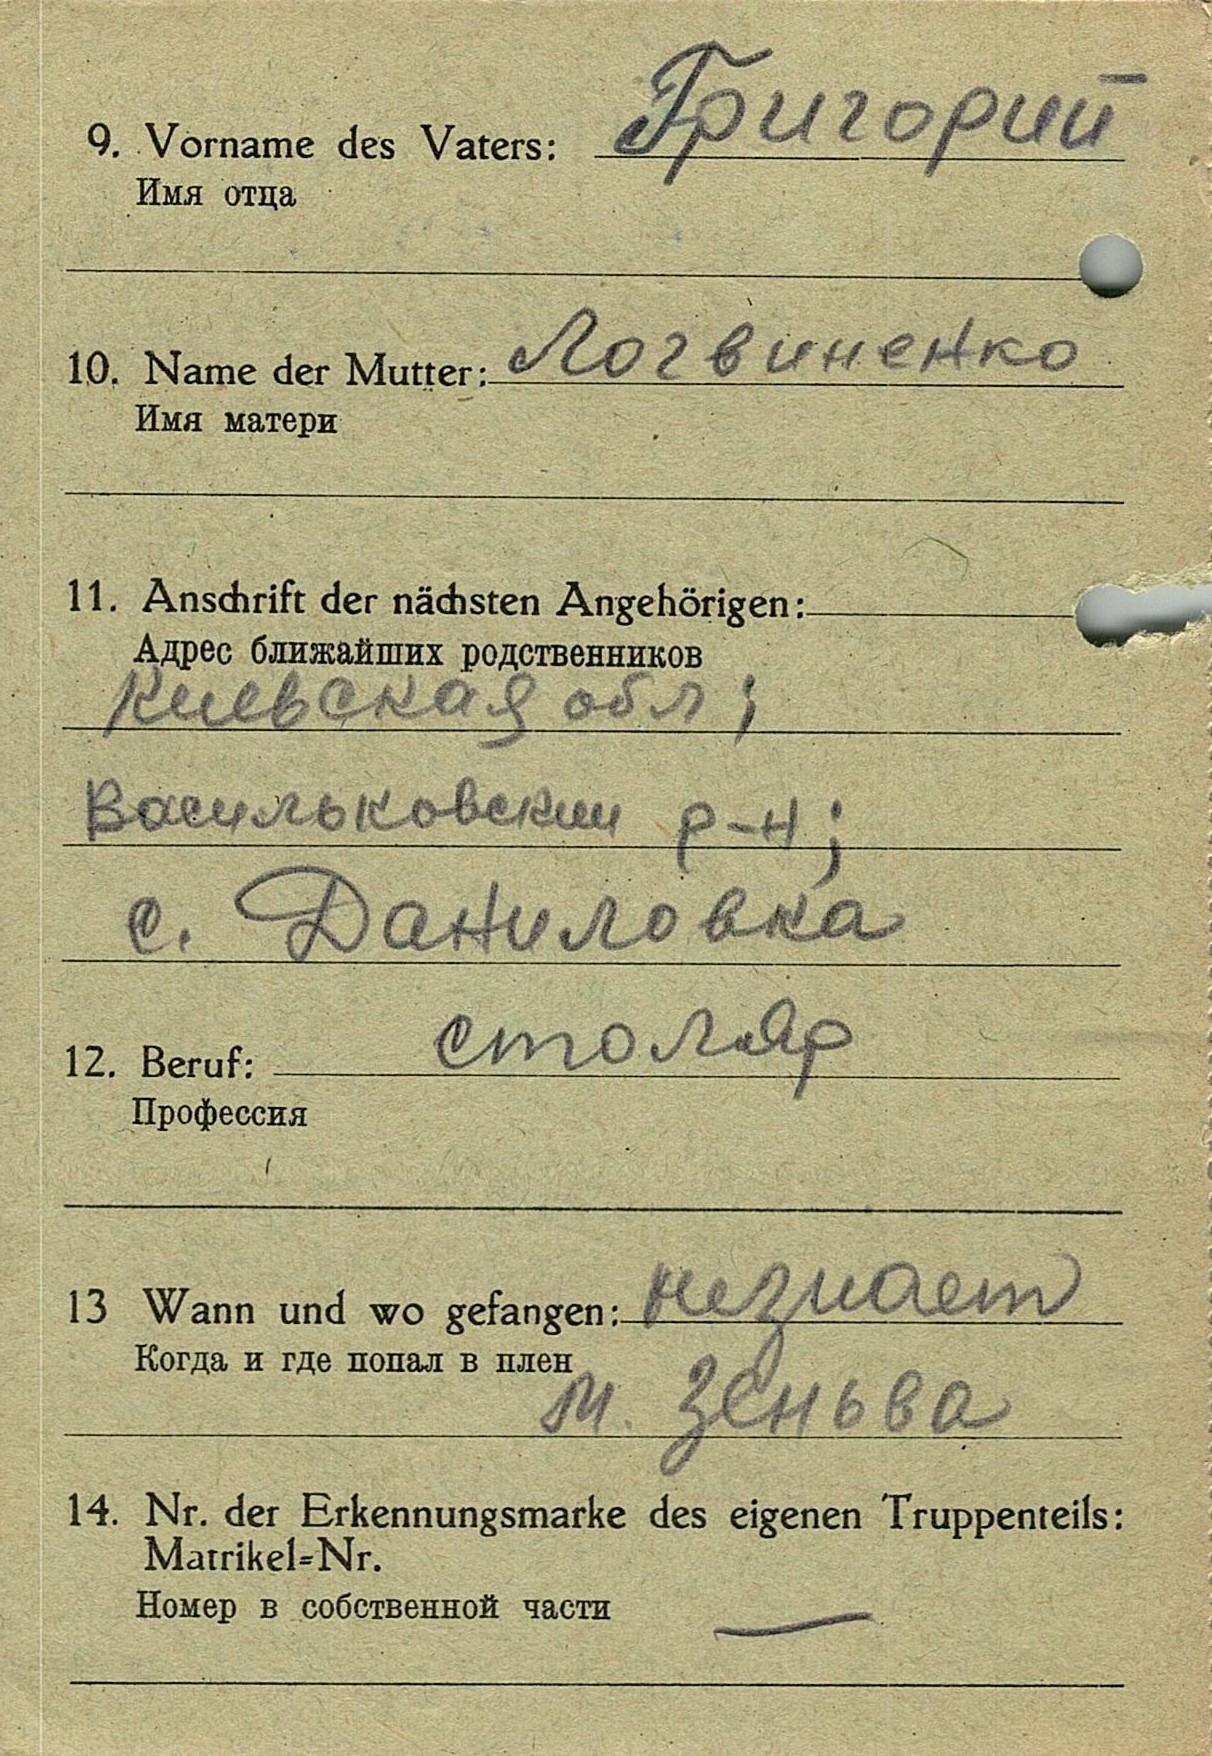 9. Vorname des Vaters: Григорий
Имя отца
10. Name der Mutter: Логвиненко
Имя матери
11. Anschrift der nächsten Angehörigen:
Адрес ближайших родственников
Киевская обл;
Васильковский р-н;
с. Даниловка
12. Beruf: столяр
Профессия
13 Wann und wo gefangen: незнает
Когда и где попал в плен
м. Зеньва
14. Nr. der Erkennungsmarke des eigenen Truppenteils:
Matrikel=Nr.
Номер в собственной части —